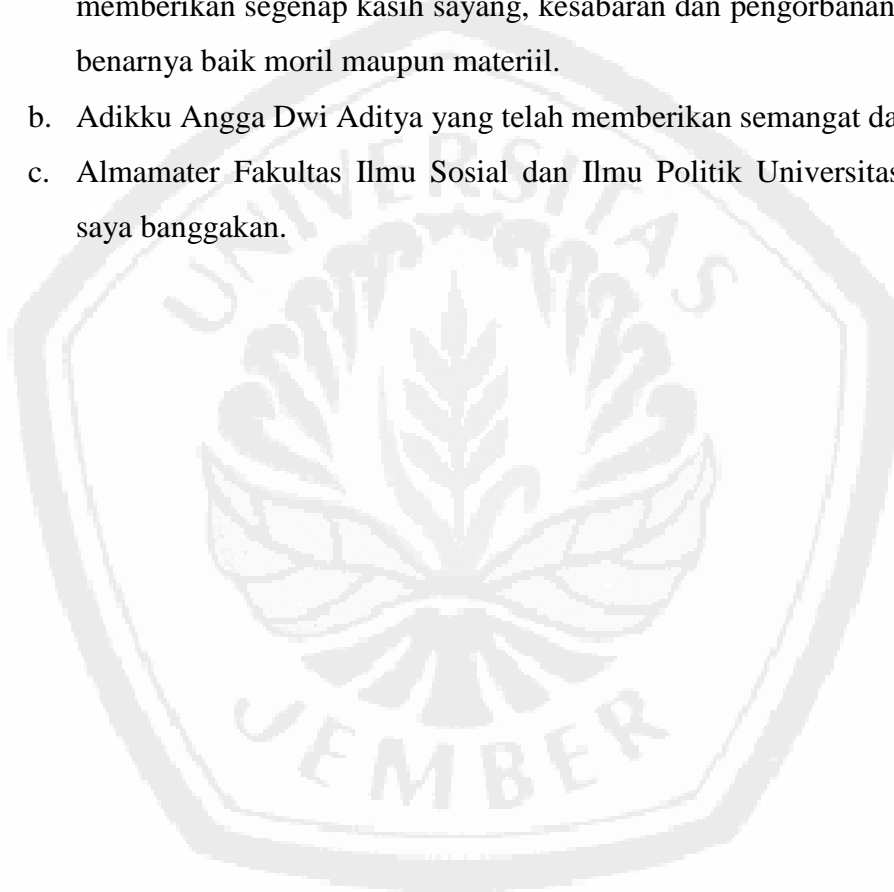 memberikan segenap kasih sayang, kesabaran dan pengorbanan
benarnya baik moril maupun materiil.
b. Adikku Angga Dwi Aditya yang telah memberikan semangat da
c. Almamater Fakultas Ilmu Sosial dan Ilmu Politik Universitas
saya banggakan.
UNIVERSITAS
JEMBER